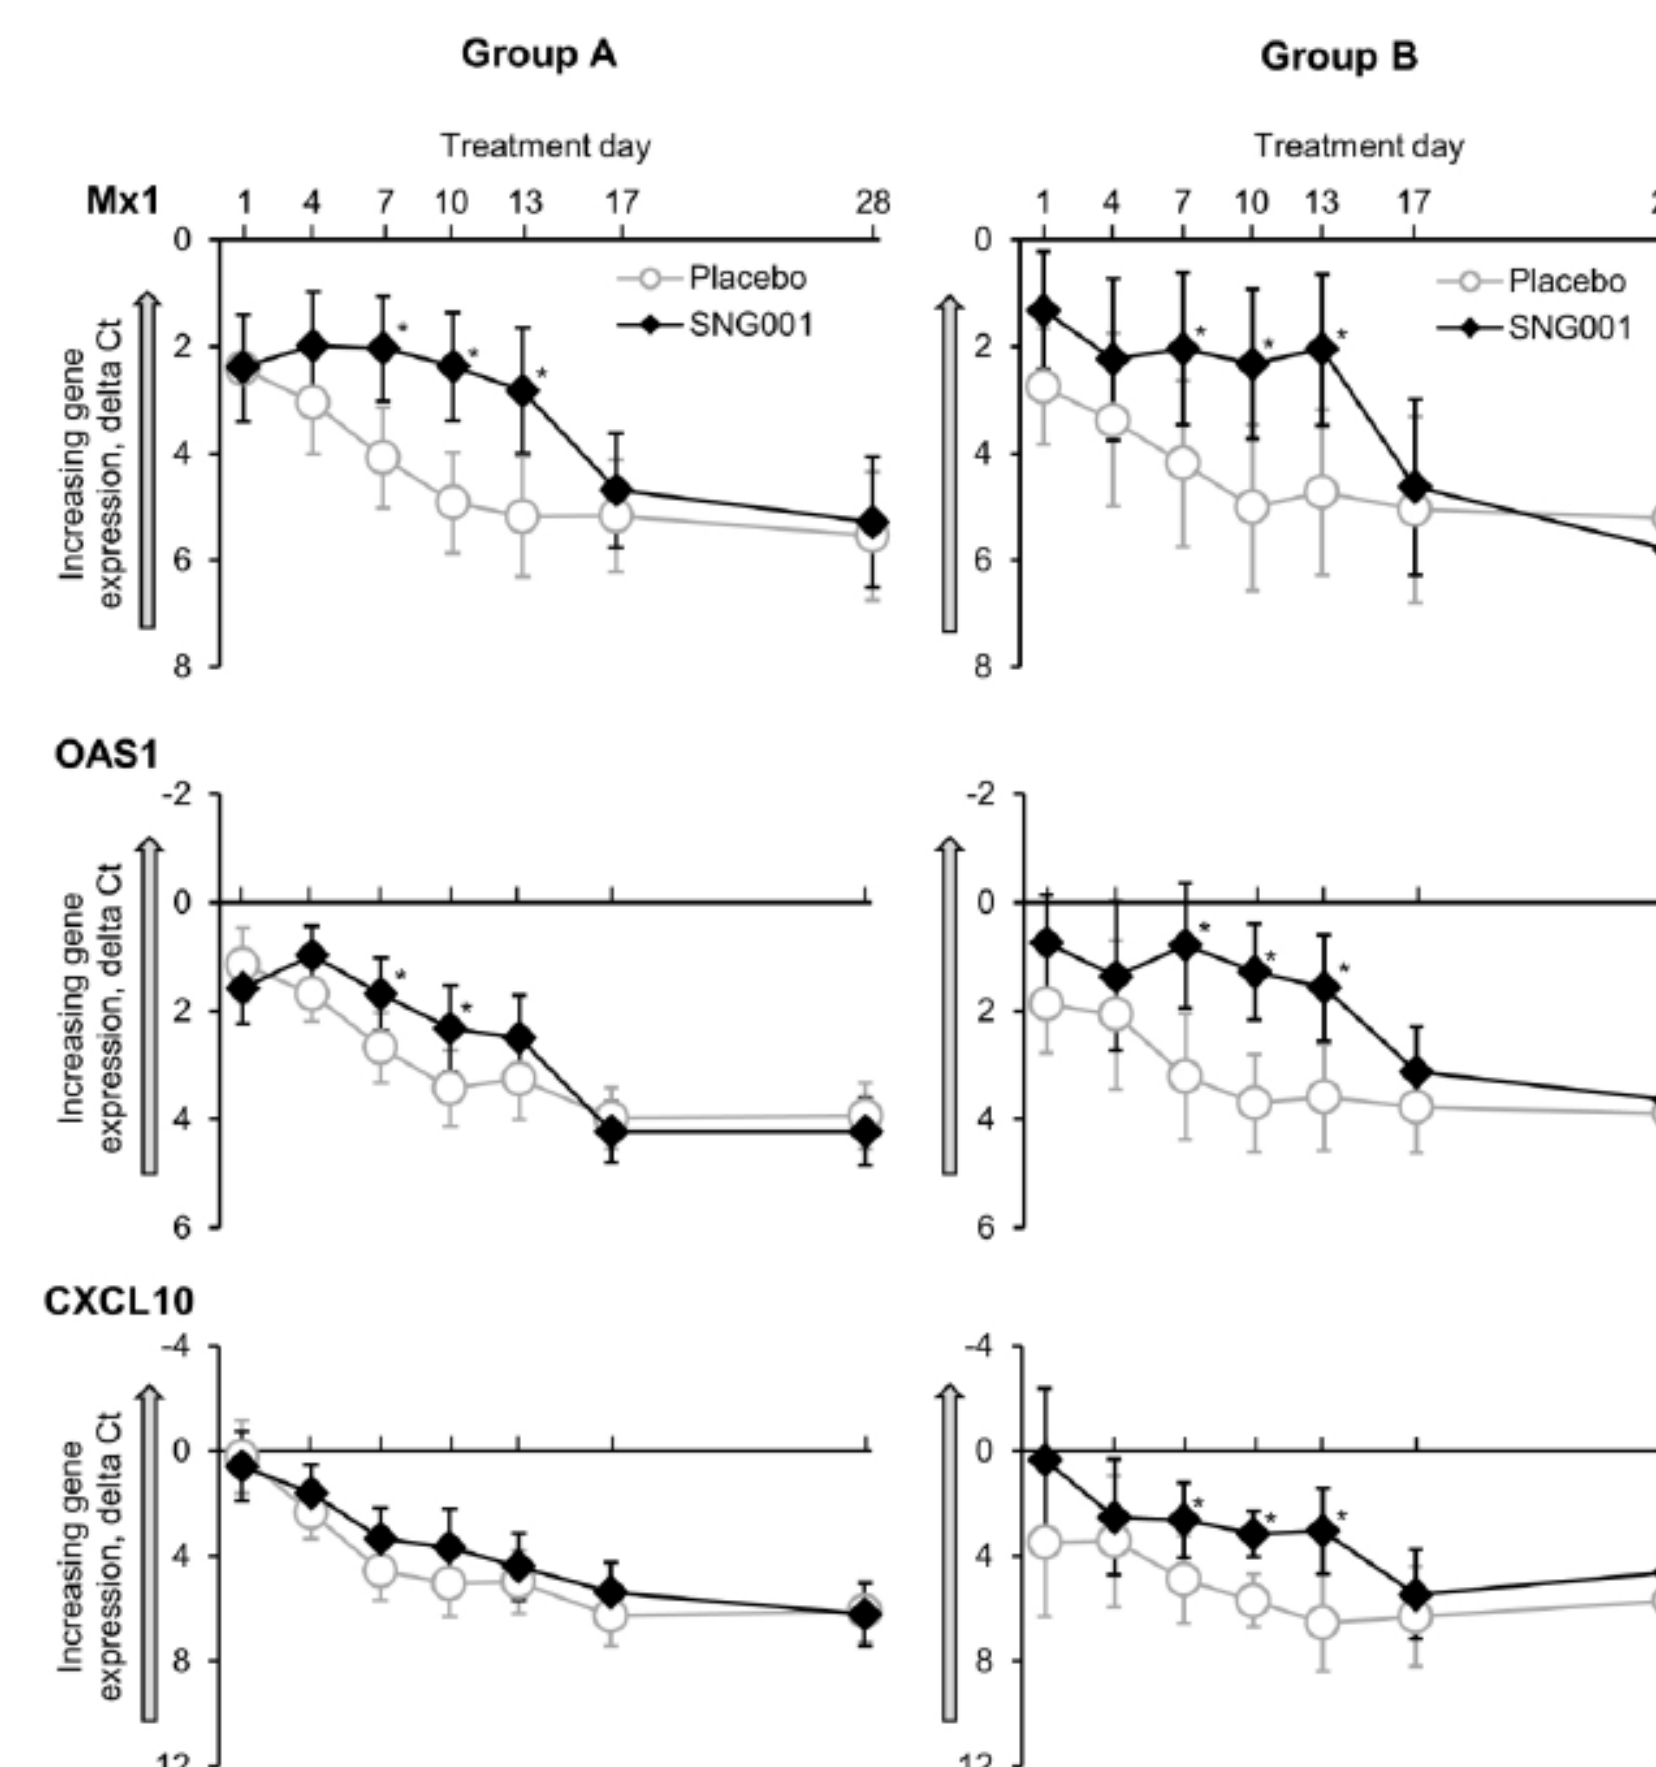 Group A
Group B
Treatment day
Treatment day
Mx1
1 4 7 10 13 17 28
1 4 7 10 13 17
Placebo
SNG001
Placebo
SNG001
0
2
4
6
8
Increasing gene
expression, delta Ct
* * *
0
2
4
6
8
* * *
OAS1
-2
0
2
4
6
Increasing gene
expression, delta Ct
* *
-2
0
2
4
6
* * *
CXCL10
-4
0
4
8
12
Increasing gene
expression, delta Ct
-4
0
4
8
12
* * *